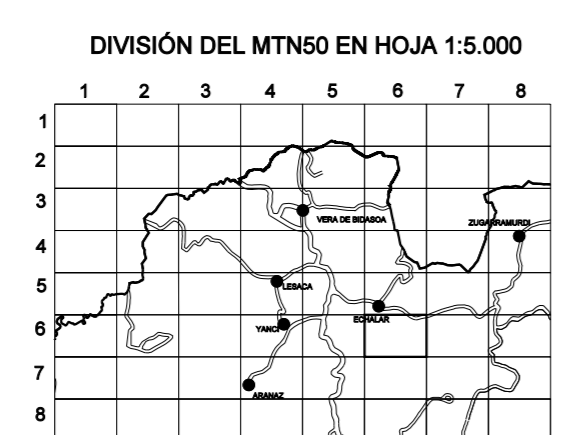 DIVISIÓN DEL MTN50 EN HOJA 1:5.000
1 2 3 4 5 6 7 8
1
2
3
VERA DE BIDASOA
ZUGARRAMURDI
4
5
LESACA
ECHALAR
6
YANCI
7
ARANAZ
8